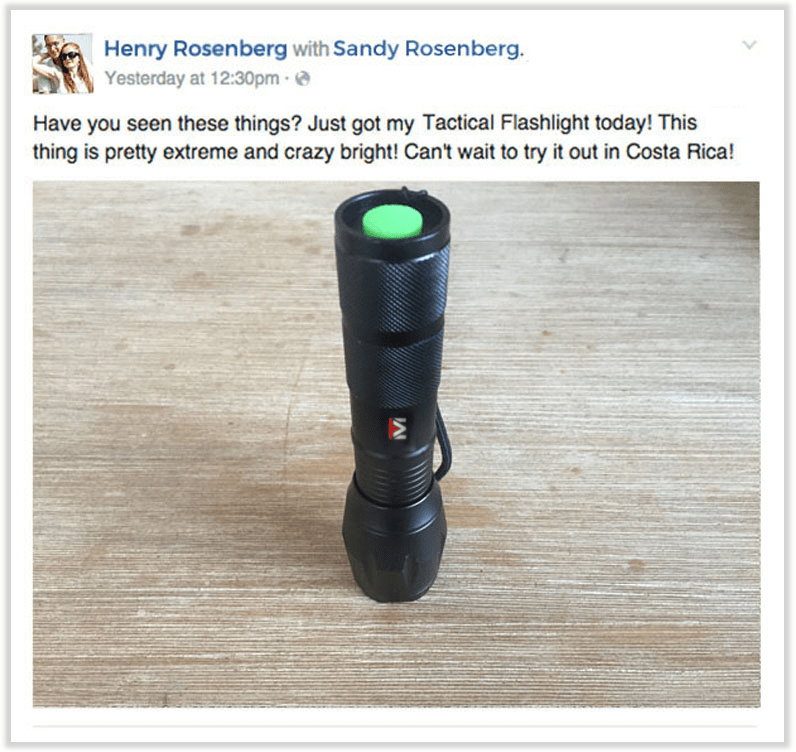 Henry Rosenberg with Sandy Rosenberg.
Yesterday at 12:30pm ·
Have you seen these things? Just got my Tactical Flashlight today! This
thing is pretty extreme and crazy bright! Can't wait to try it out in Costa Rica!
M